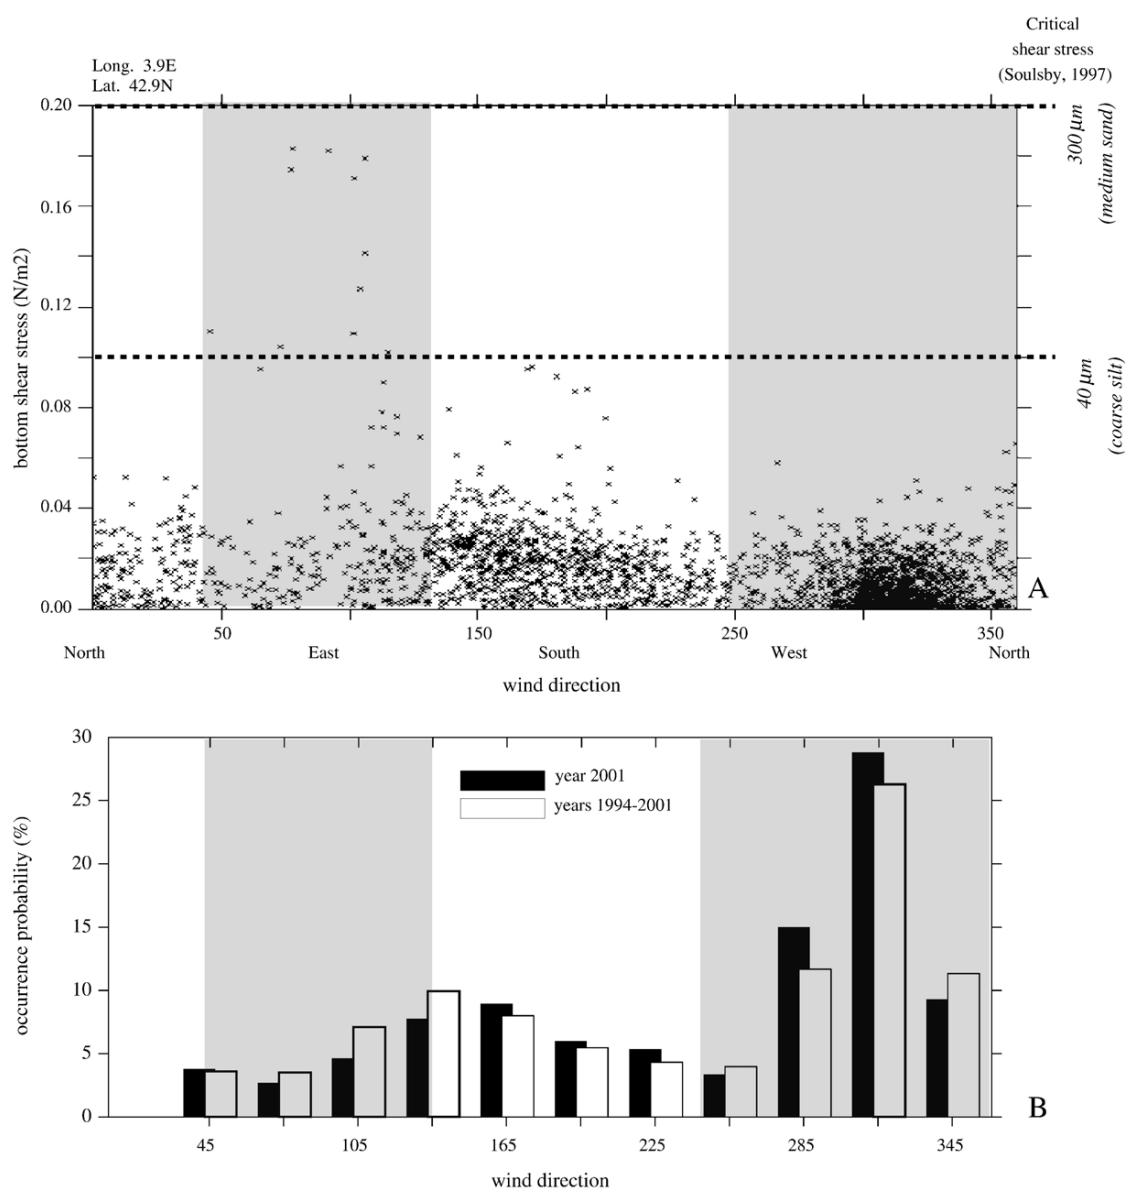 Critical
shear stress
(Soulsby, 1997)
Long. 3.9E
Lat. 42.9N
0.20
0.16
0.12
0.08
0.04
0.00
bottom shear stress (N/m2)
300 µm
(medium sand)
40 µm
(coarse silt)
A
50
150
250
350
North
East
South
West
North
wind direction
30
25
20
15
10
5
0
occurrence probability (%)
year 2001
years 1994-2001
B
45
105
165
225
285
345
wind direction